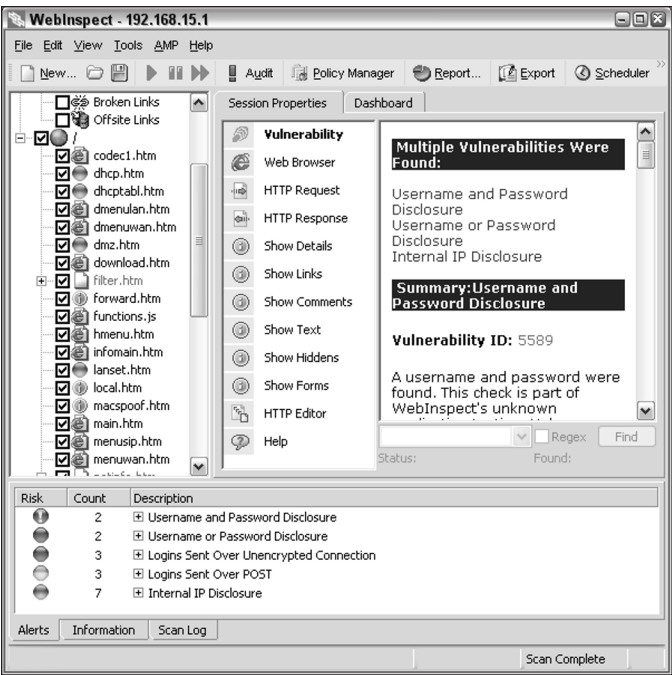 WebInspect - 192.168.15.1
File Edit View Tools AMP Help
New... Audit Policy Manager Report... Export Scheduler
Broken Links
Offsite Links
/
codec1.htm
dhcp.htm
dhcptabl.htm
dmenulan.htm
dmenuwan.htm
dmz.htm
download.htm
filter.htm
forward.htm
functions.js
hmenu.htm
infomain.htm
lanset.htm
local.htm
macspoof.htm
main.htm
menusip.htm
menuwan.htm
Session Properties Dashboard
Vulnerability
Web Browser
HTTP Request
HTTP Response
Show Details
Show Links
Show Comments
Show Text
Show Hiddens
Show Forms
HTTP Editor
Help
Multiple Vulnerabilities Were
Found:
Username and Password
Disclosure
Username or Password
Disclosure
Internal IP Disclosure
Summary:Username and
Password Disclosure
Vulnerability ID: 5589
A username and password were
found. This check is part of
WebInspect's unknown
Regex Find
Status: Found:
Risk Count Description
2 Username and Password Disclosure
2 Username or Password Disclosure
3 Logins Sent Over Unencrypted Connection
3 Logins Sent Over POST
7 Internal IP Disclosure
Alerts Information Scan Log
Scan Complete